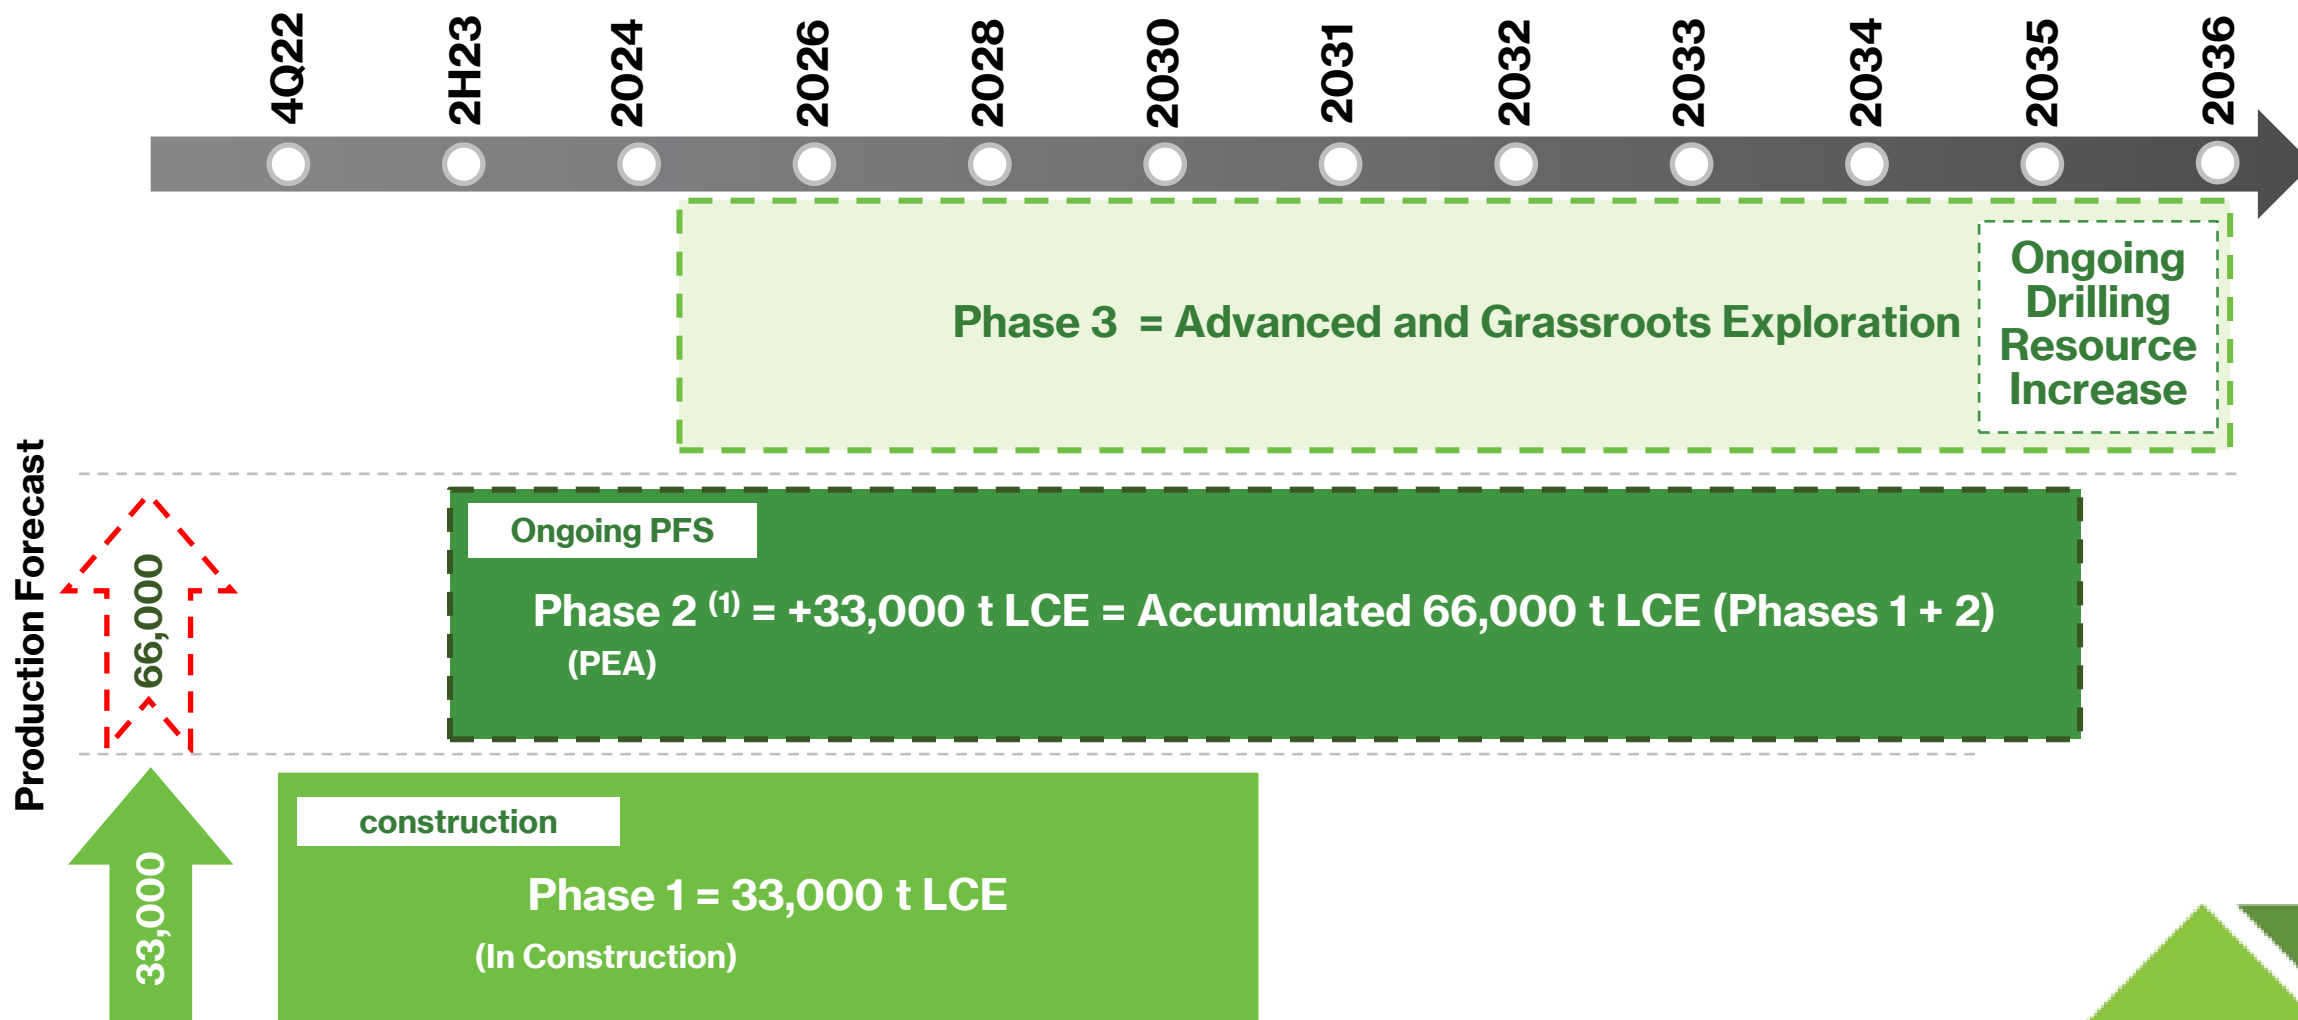 4Q22
2H23
2024
2026
2028
2030
2031
2032
2033
2034
2035
2036
Phase 3 = Advanced and Grassroots Exploration
Ongoing
Drilling
Resource
Increase
Production Forecast
66,000
Ongoing PFS
Phase 2 (1) = +33,000 t LCE = Accumulated 66,000 t LCE (Phases 1 + 2)
(PEA)
33,000
construction
Phase 1 = 33,000 t LCE
(In Construction)